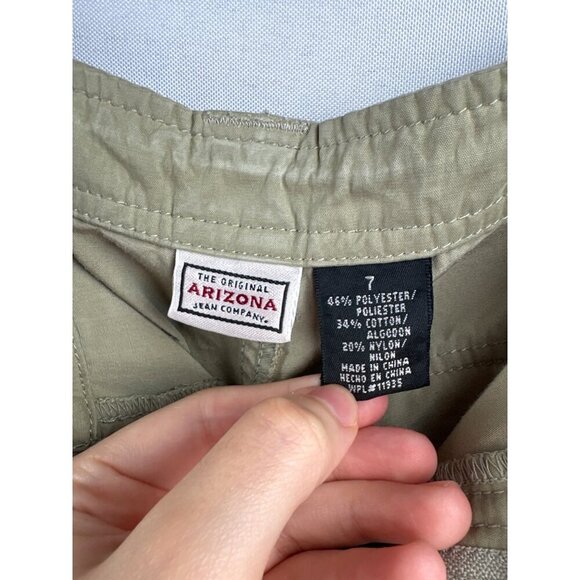 THE ORIGINAL
ARIZONA
JEAN COMPANY.
7
46% POLYESTER/
POLIESTER
34% COTTON/
ALGODON
20% NYLON/
NILON
MADE IN CHINA
HECHO EN CHINA
WPL#11935